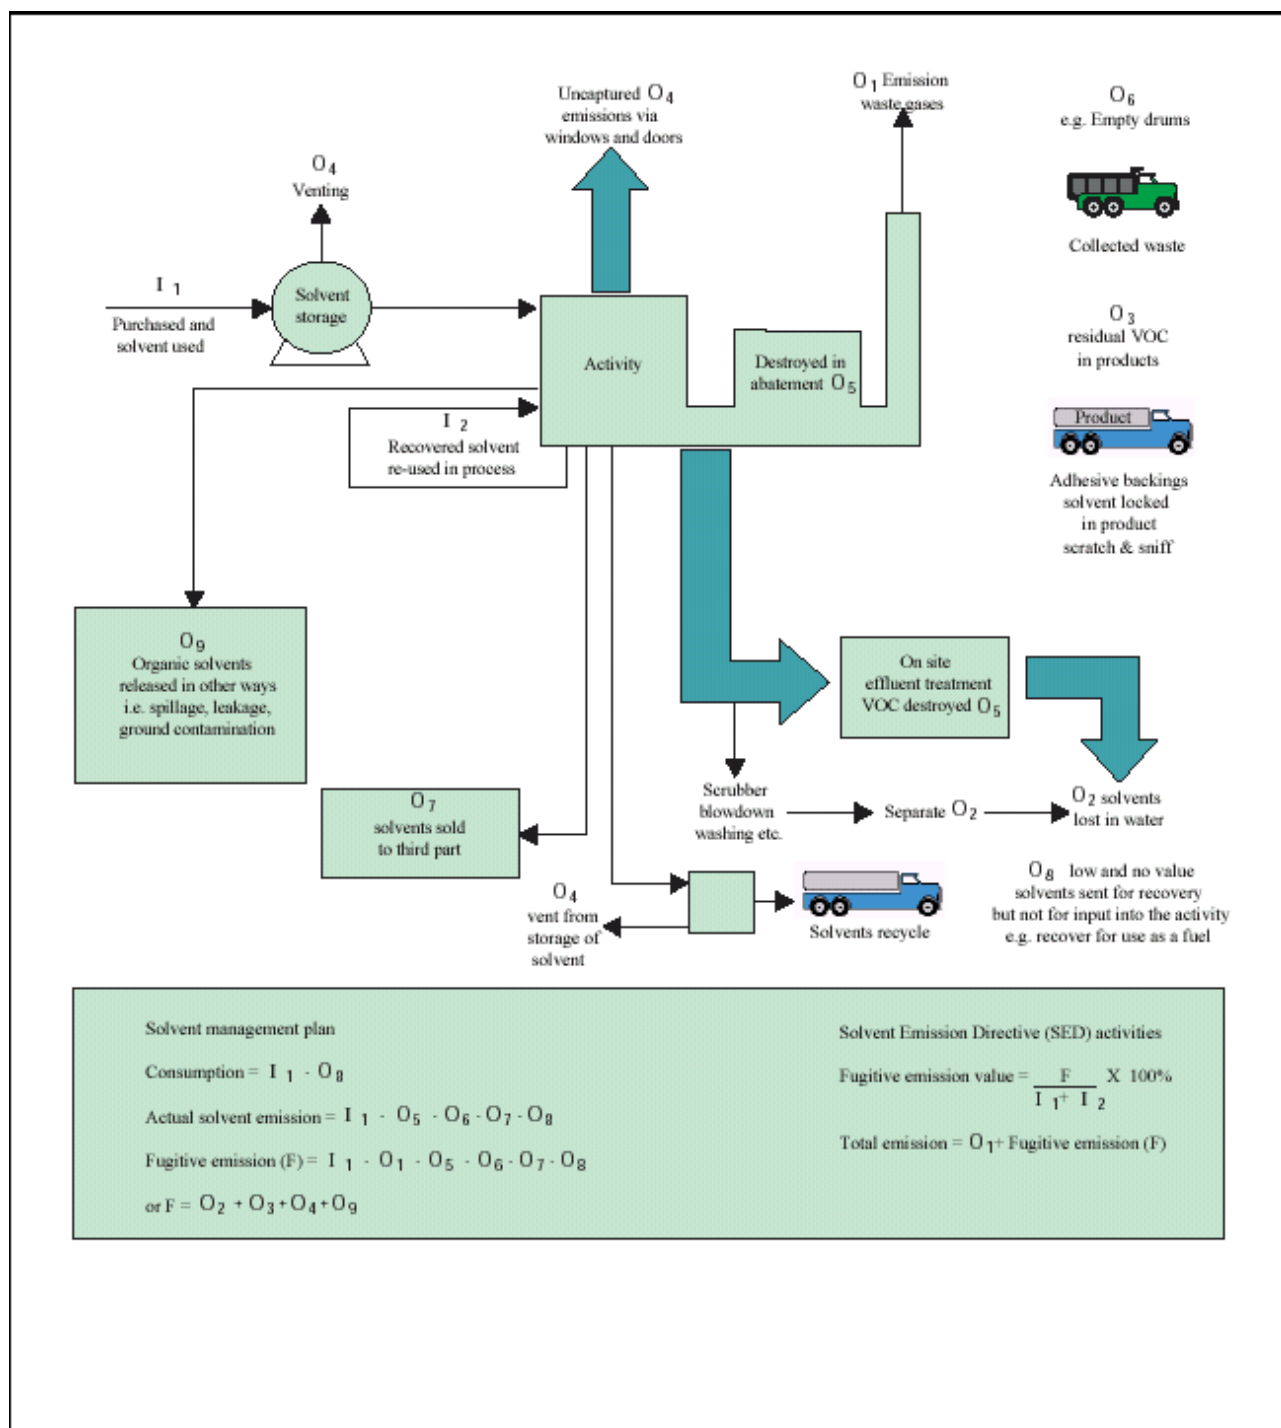 Uncaptured O4
emissions via
windows and doors
O1 Emission
waste gases
O6
e.g. Empty drums
Collected waste
O4
Venting
I1
Purchased and
solvent used
Solvent
storage
Activity
Destroyed in
abatement O5
O3
residual VOC
in products
Product
Adhesive backings
solvent locked
in product
scratch & sniff
I2
Recovered solvent
re-used in process
O9
Organic solvents
released in other ways
i.e. spillage, leakage,
ground contamination
On site
effluent treatment
VOC destroyed O5
O7
solvents sold
to third part
Scrubber
blowdown
washing etc.
Separate O2
O2 solvents
lost in water
O4
vent from
storage of
solvent
Solvents recycle
O8 low and no value
solvents sent for recovery
but not for input into the activity
e.g. recover for use as a fuel
Solvent management plan
Consumption = I1 - O8
Actual solvent emission = I1 - O5 - O6 - O7 - O8
Fugitive emission (F) = I1 - O1 - O5 - O6 - O7 - O8
or F = O2 + O3 + O4 + O9
Solvent Emission Directive (SED) activities
Fugitive emission value = F X 100%
I1+ I2
Total emission = O1+ Fugitive emission (F)